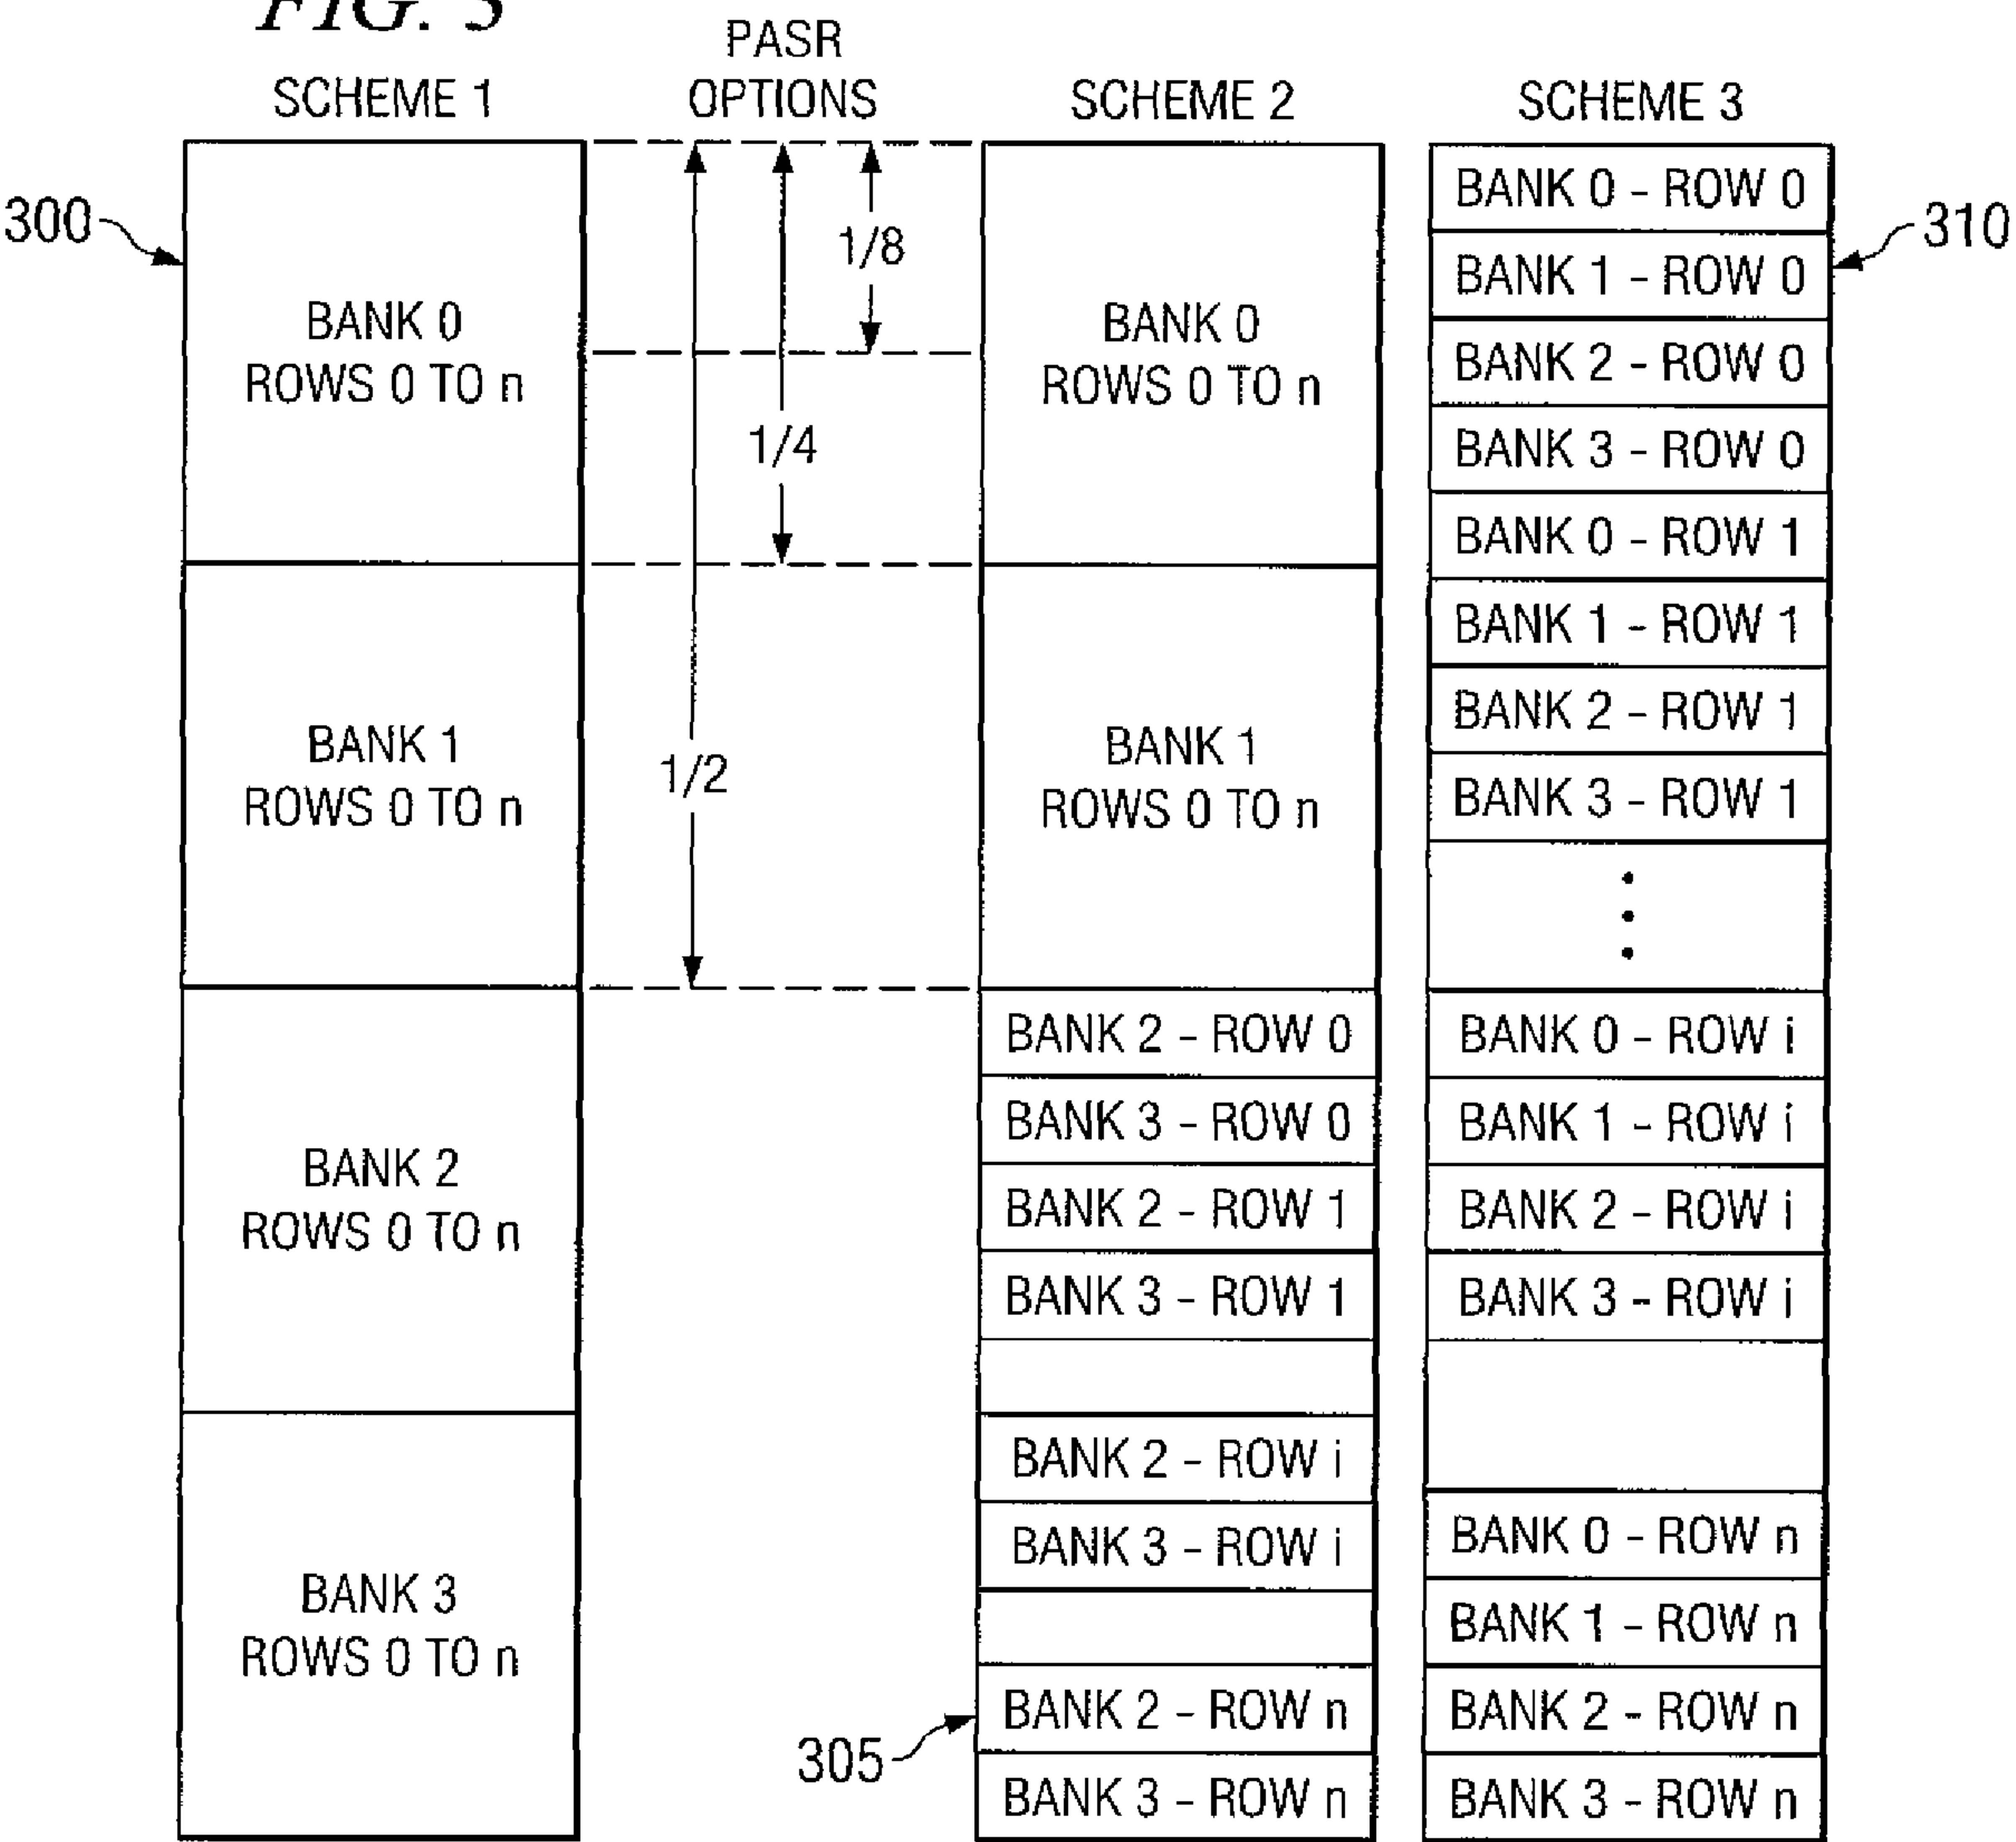 FIG. 3
SCHEME 1
PASR
OPTIONS
SCHEME 2
SCHEME 3
300
BANK 0
ROWS 0 TO n
BANK 1
ROWS 0 TO n
BANK 2
ROWS 0 TO n
BANK 3
ROWS 0 TO n
1/8
1/4
1/2
BANK 0
ROWS 0 TO n
BANK 1
ROWS 0 TO n
BANK 2 - ROW 0
BANK 3 - ROW 0
BANK 2 - ROW 1
BANK 3 - ROW 1
BANK 2 - ROW i
BANK 3 - ROW i
BANK 2 - ROW n
BANK 3 - ROW n
305
BANK 0 - ROW 0
BANK 1 - ROW 0
BANK 2 - ROW 0
BANK 3 - ROW 0
BANK 0 - ROW 1
BANK 1 - ROW 1
BANK 2 - ROW 1
BANK 3 - ROW 1
BANK 0 - ROW i
BANK 1 - ROW i
BANK 2 - ROW i
BANK 3 - ROW i
BANK 0 - ROW n
BANK 1 - ROW n
BANK 2 - ROW n
BANK 3 - ROW n
310